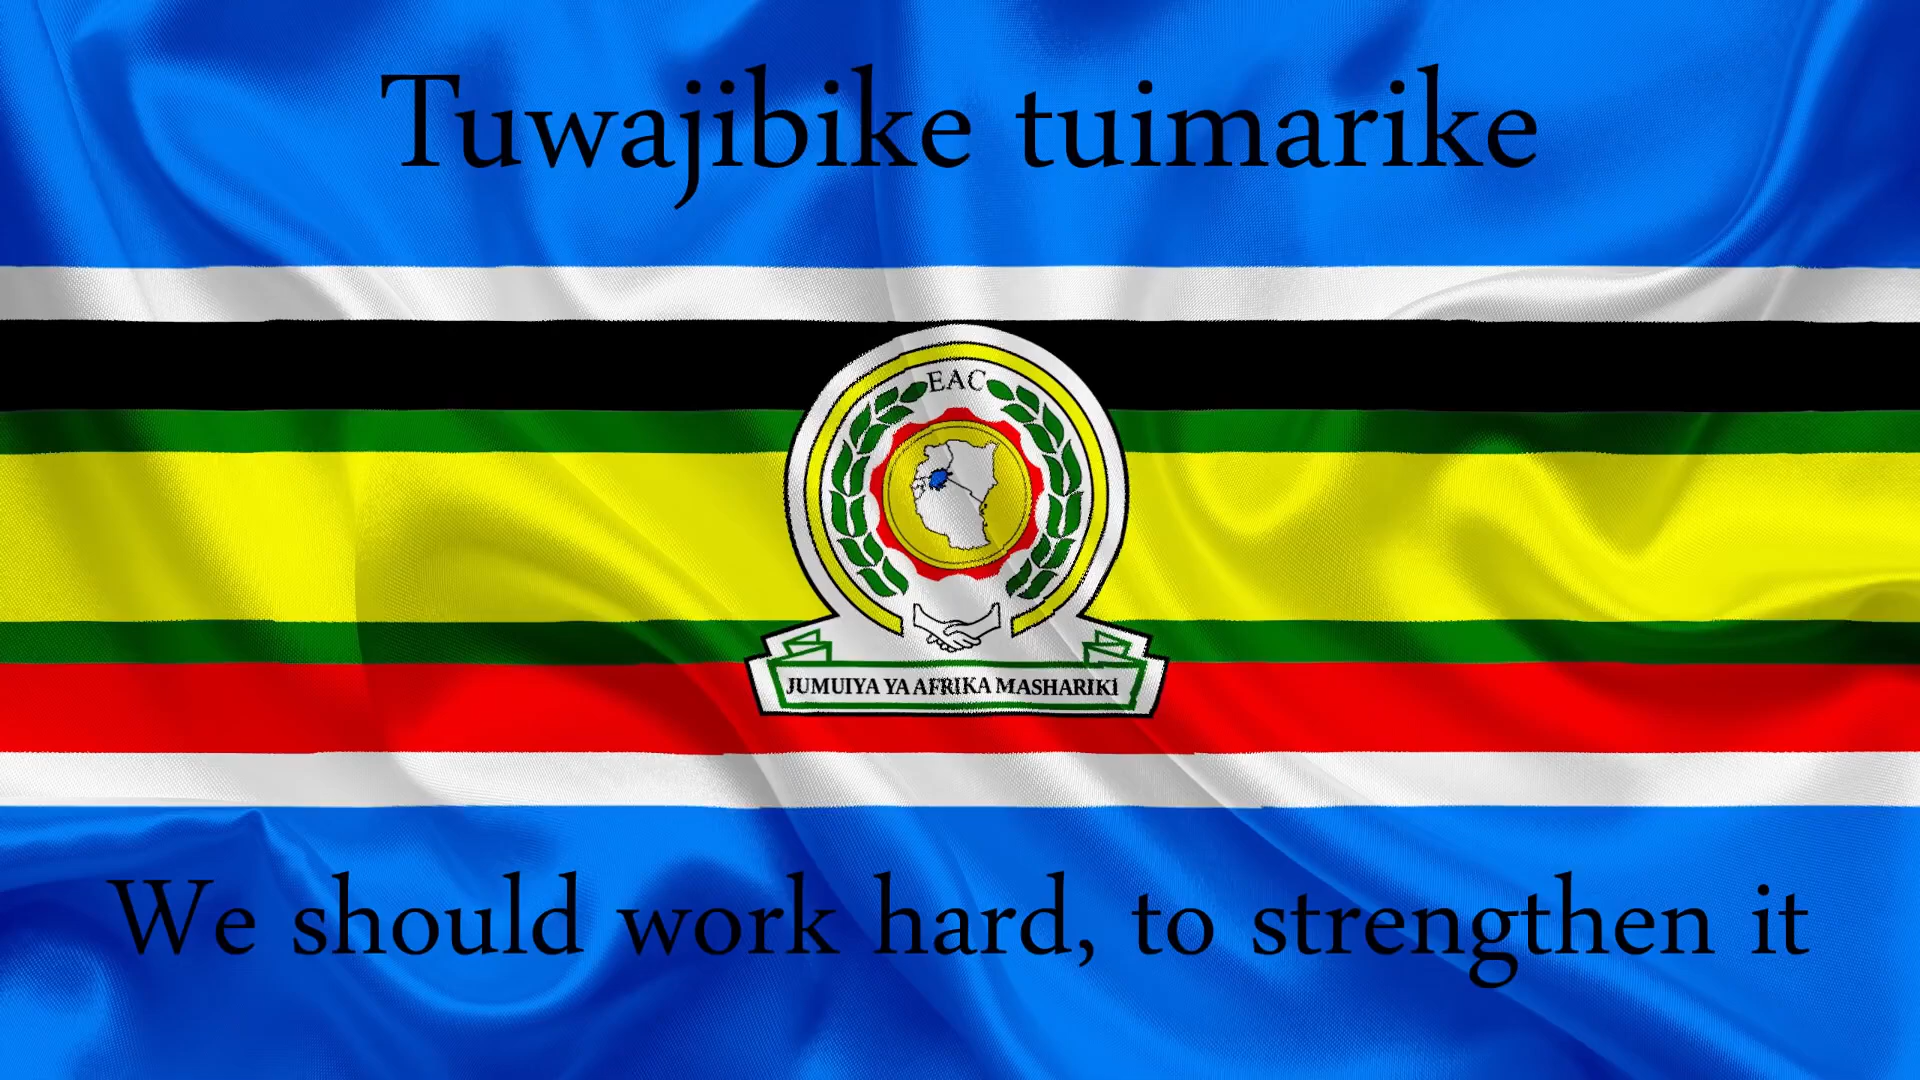 Tuwajibike tuimarike
EAC
JUMUIYA YA AFRIKA MASHARIKI
We should work hard, to strengthen it